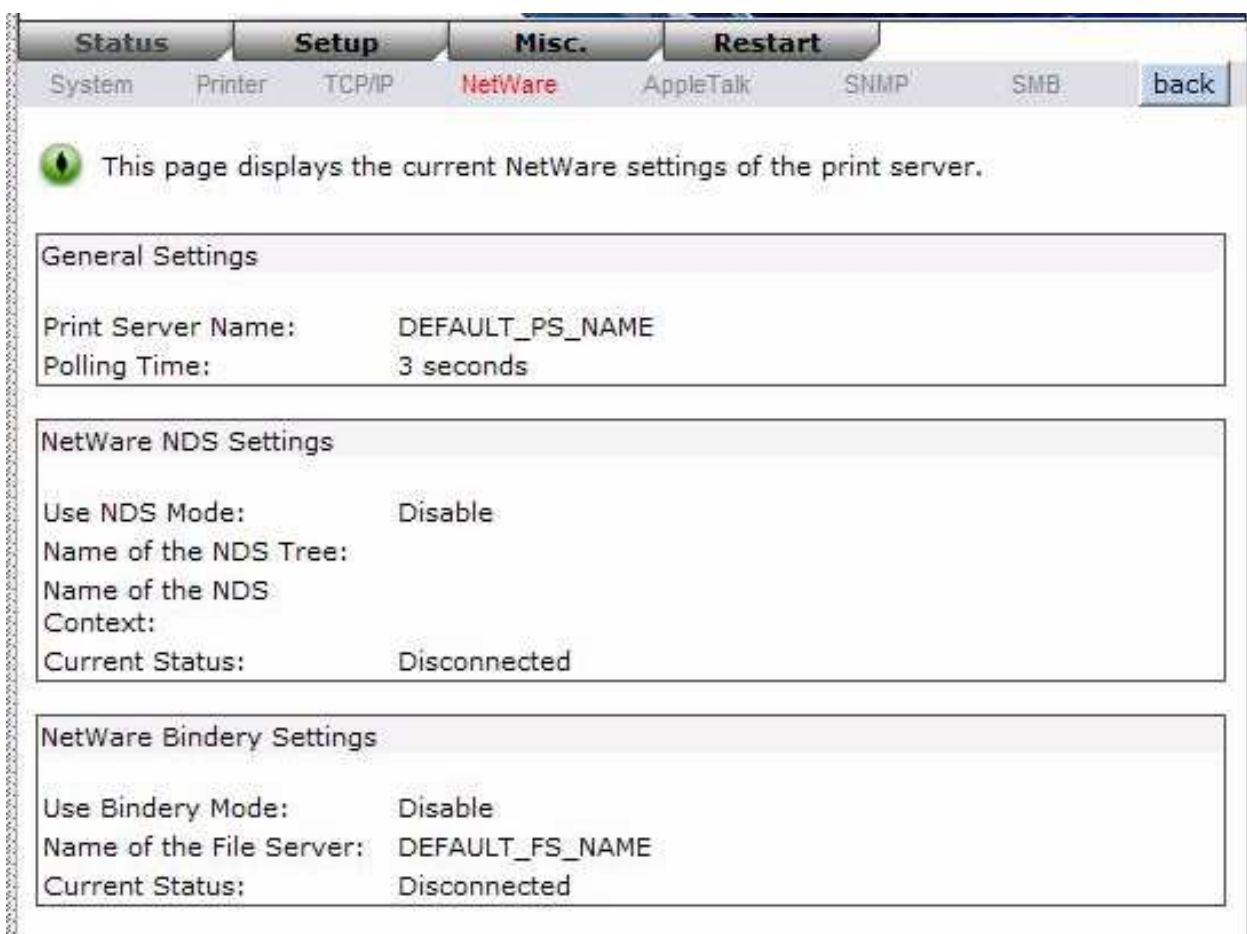 Status Setup Misc. Restart
System Printer TCP/IP NetWare AppleTalk SNMP SMB back
This page displays the current NetWare settings of the print server.
General Settings
Print Server Name: DEFAULT_PS_NAME
Polling Time: 3 seconds
NetWare NDS Settings
Use NDS Mode: Disable
Name of the NDS Tree:
Name of the NDS
Context:
Current Status: Disconnected
NetWare Bindery Settings
Use Bindery Mode: Disable
Name of the File Server: DEFAULT_FS_NAME
Current Status: Disconnected